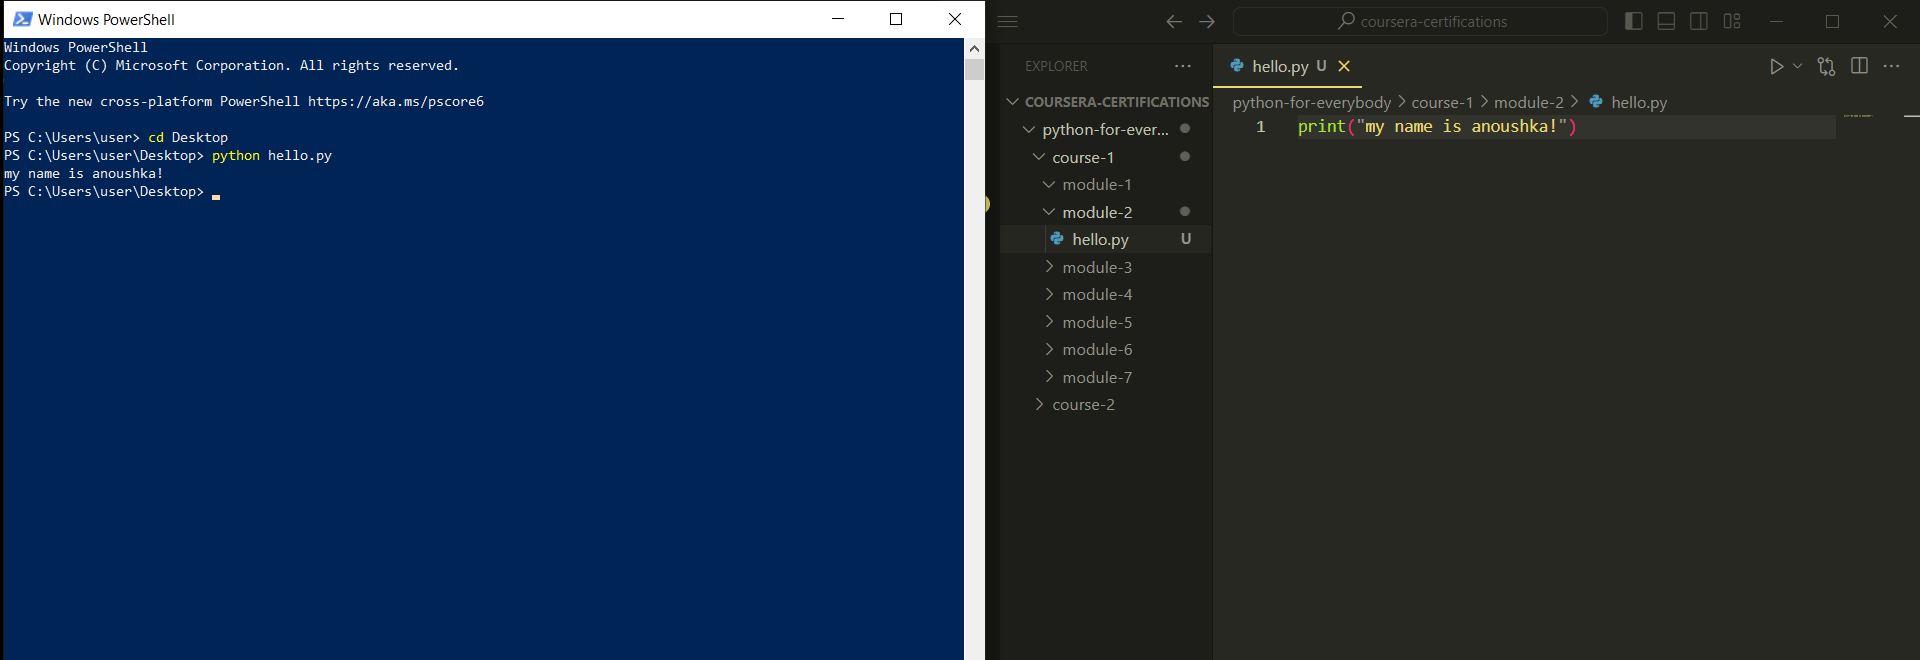 Windows PowerShell
Windows PowerShell
Copyright (C) Microsoft Corporation. All rights reserved.
Try the new cross-platform PowerShell https://aka.ms/pscore6
PS C:\Users\user> cd Desktop
PS C:\Users\user\Desktop> python hello.py
my name is anoushka!
PS C:\Users\user\Desktop>
coursera-certifications
EXPLORER
COURSERA-CERTIFICATIONS
python-for-ever...
course-1
module-1
module-2
hello.py U
module-3
module-4
module-5
module-6
module-7
course-2
hello.py U
python-for-everybody > course-1 > module-2 > hello.py
1 print("my name is anoushka!")